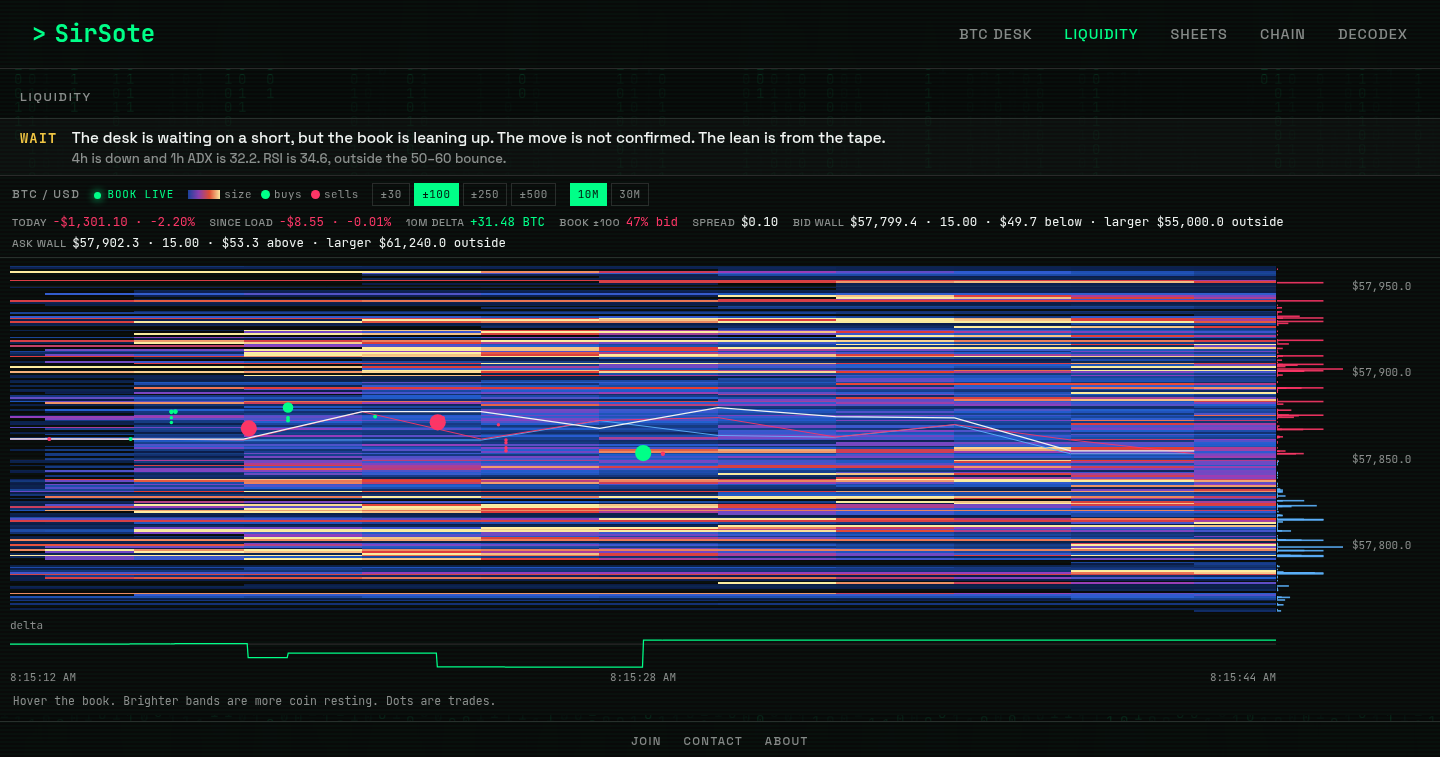 > SirSote
BTC DESK LIQUIDITY SHEETS CHAIN DECODEX
LIQUIDITY
WAIT The desk is waiting on a short, but the book is leaning up. The move is not confirmed. The lean is from the tape.
4h is down and 1h ADX is 32.2. RSI is 34.6, outside the 50–60 bounce.
BTC / USD BOOK LIVE size buys sells ±30 ±100 ±250 ±500 10M 30M
TODAY -$1,301.10 · -2.20% SINCE LOAD -$8.55 · -0.01% 10M DELTA +31.48 BTC BOOK ±100 47% bid SPREAD $0.10 BID WALL $57,799.4 · 15.00 · $49.7 below · larger $55,000.0 outside
ASK WALL $57,902.3 · 15.00 · $53.3 above · larger $61,240.0 outside
$57,950.0
$57,900.0
$57,850.0
$57,800.0
delta
8:15:12 AM 8:15:28 AM 8:15:44 AM
Hover the book. Brighter bands are more coin resting. Dots are trades.
JOIN CONTACT ABOUT